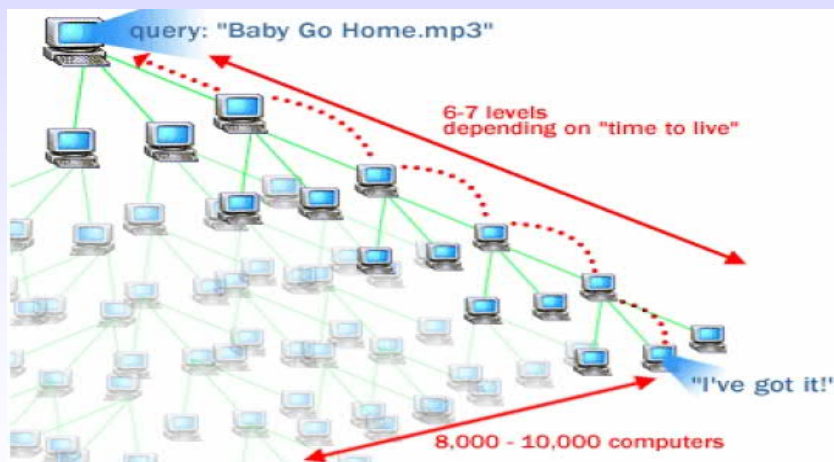 query: "Baby Go Home.mp3"
6-7 levels
depending on "time to live"
"I've got it!"
8,000 - 10,000 computers